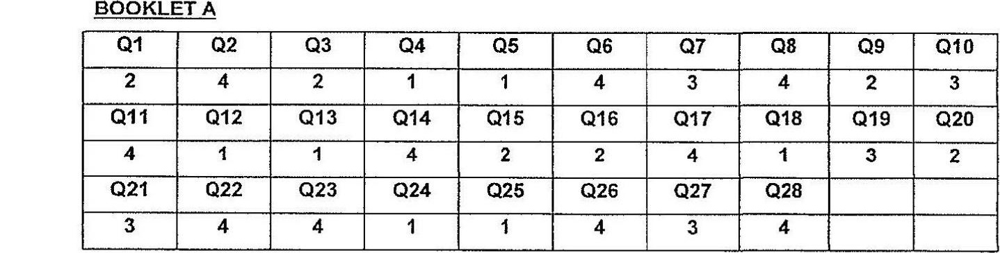 BOOKLET A
Q1 Q2 Q3 Q4 Q5 Q6 Q7 Q8 Q9 Q10
2 4 2 1 1 4 3 4 2 3
Q11 Q12 Q13 Q14 Q15 Q16 Q17 Q18 Q19 Q20
4 1 1 4 2 2 4 1 3 2
Q21 Q22 Q23 Q24 Q25 Q26 Q27 Q28
3 4 4 1 1 4 3 4